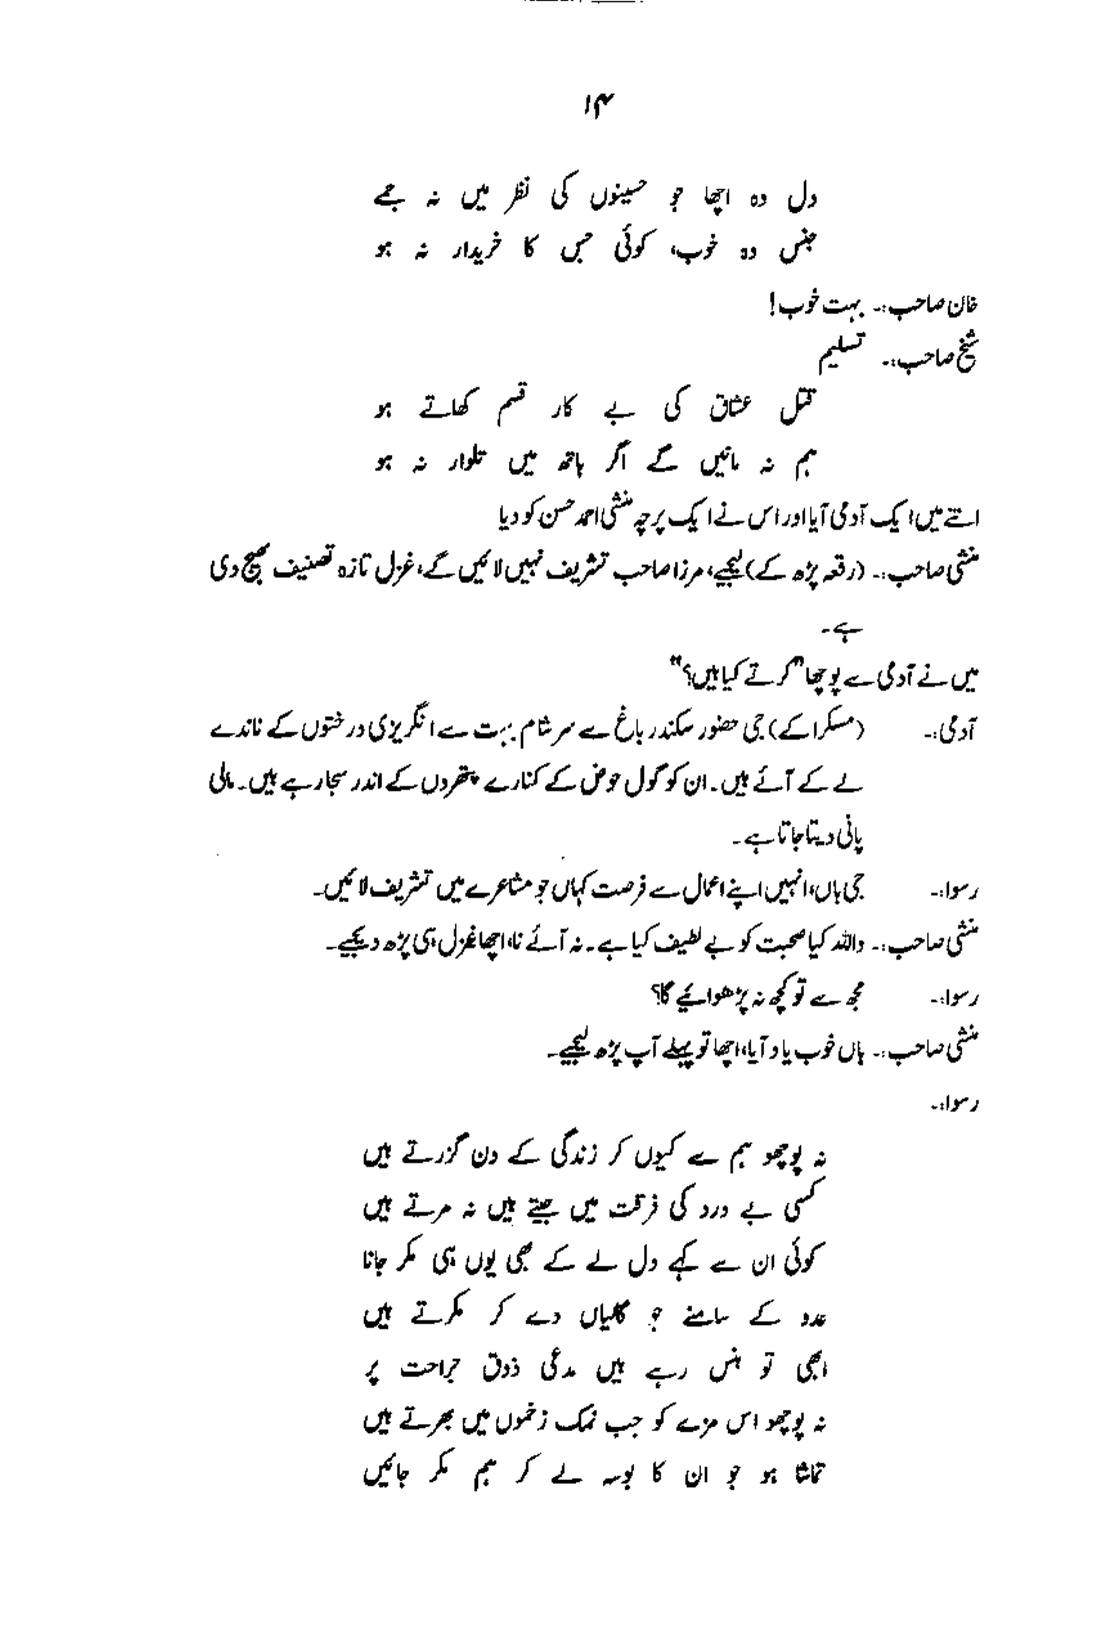 ۱۴
دل وہ اچھا جو حسینوں کی نظر میں نہ جمے
جنس وہ خوب، کوئی جس کا خریدار نہ ہو
خان صاحب:۔ بہت خوب!
شیخ صاحب:۔ تسلیم
قتل عشاق کی بے کار قسم کھاتے ہو
ہم نہ مانیں گے اگر ہاتھ میں تلوار نہ ہو
اتنے میں ایک آدمی آیا اور اس نے ایک پرچہ منشی احمد حسن کو دیا
منشی صاحب:۔ (رقعہ پڑھ کے) لیجیے، مرزا صاحب تشریف نہیں لائیں گے، غزل تازہ تصنیف بھیج دی
ہے۔
میں نے آدمی سے پوچھا "کرتے کیا ہیں؟"
آدمی:۔ (مسکرا کے) جی حضور سکندر باغ سے سر شام بہت سے انگریزی درختوں کے ناندے
لے کے آئے ہیں۔ ان کو گول حوض کے کنارے پتھروں کے اندر سجا رہے ہیں۔ مالی
پانی دیتا جاتا ہے۔
رسوا:۔ جی ہاں، انہیں اپنے اعمال سے فرصت کہاں جو مشاعرے میں تشریف لائیں۔
منشی صاحب:۔ واللہ کیا صحبت کو بے لطیف کیا ہے۔ نہ آئے نا، اچھا غزل ہی پڑھ دیجیے۔
رسوا:۔ مجھ سے تو کچھ نہ پڑھوائیے گا؟
منشی صاحب:۔ ہاں خوب یاد آیا، اچھا تو پہلے آپ پڑھ لیجیے۔
رسوا:۔
نہ پوچھو ہم سے کیوں کر زندگی کے دن گزرتے ہیں
کسی بے درد کی فرقت میں جیتے ہیں نہ مرتے ہیں
کوئی ان سے کہے دل لے کے بھی یوں ہی مکر جانا
عدو کے سامنے جو گالیاں دے کر مکرتے ہیں
ابھی تو ہنس رہے ہیں مدعی ذوق جراحت پر
نہ پوچھو اس مزے کو جب نمک زخموں میں بھرتے ہیں
تماشا ہو جو ان کا بوسہ لے کر ہم مکر جائیں